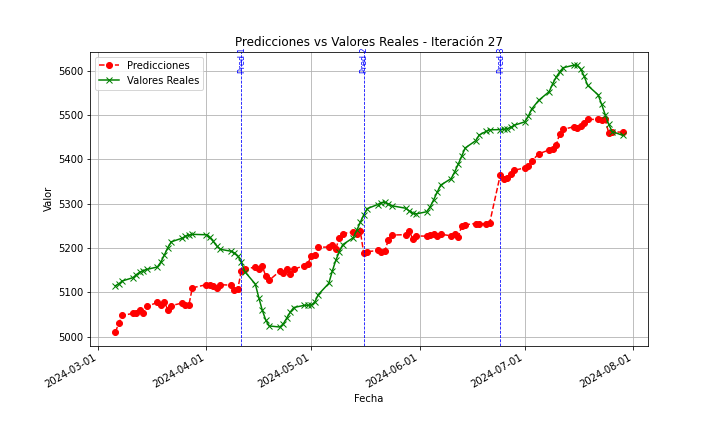 Predicciones vs Valores Reales - Iteración 27
Predicciones
Valores Reales
Pred 1
Pred 2
Pred 3
Valor
5600
5500
5400
5300
5200
5100
5000
2024-03-01
2024-04-01
2024-05-01
2024-06-01
2024-07-01
2024-08-01
Fecha